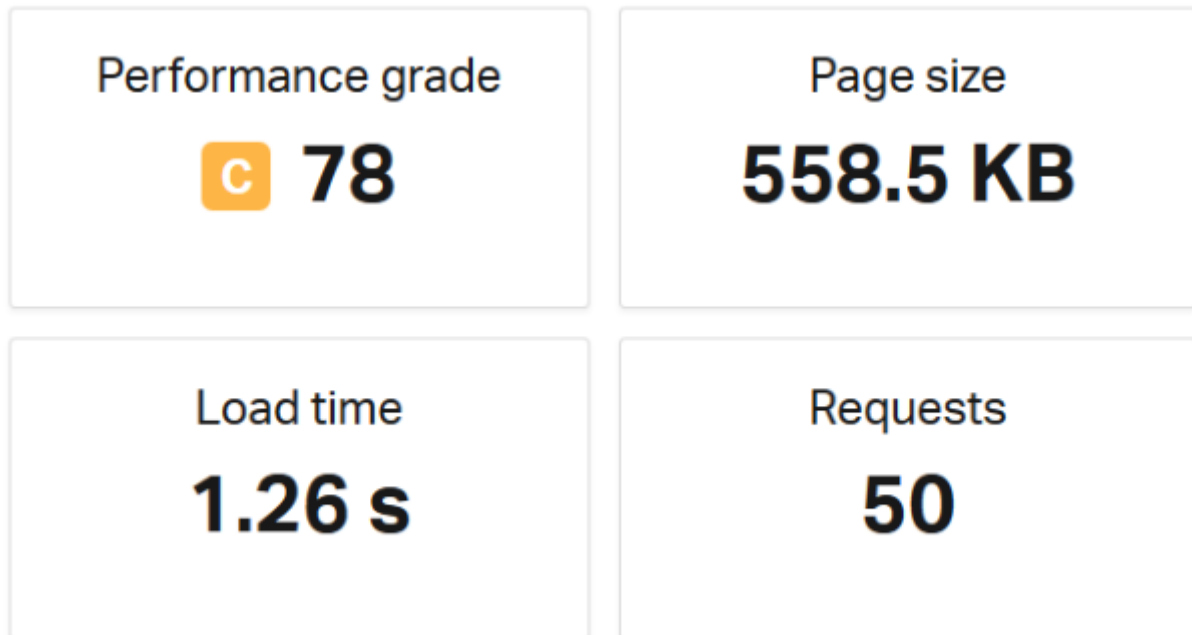 Performance grade
C 78
Page size
558.5 KB
Load time
1.26 s
Requests
50